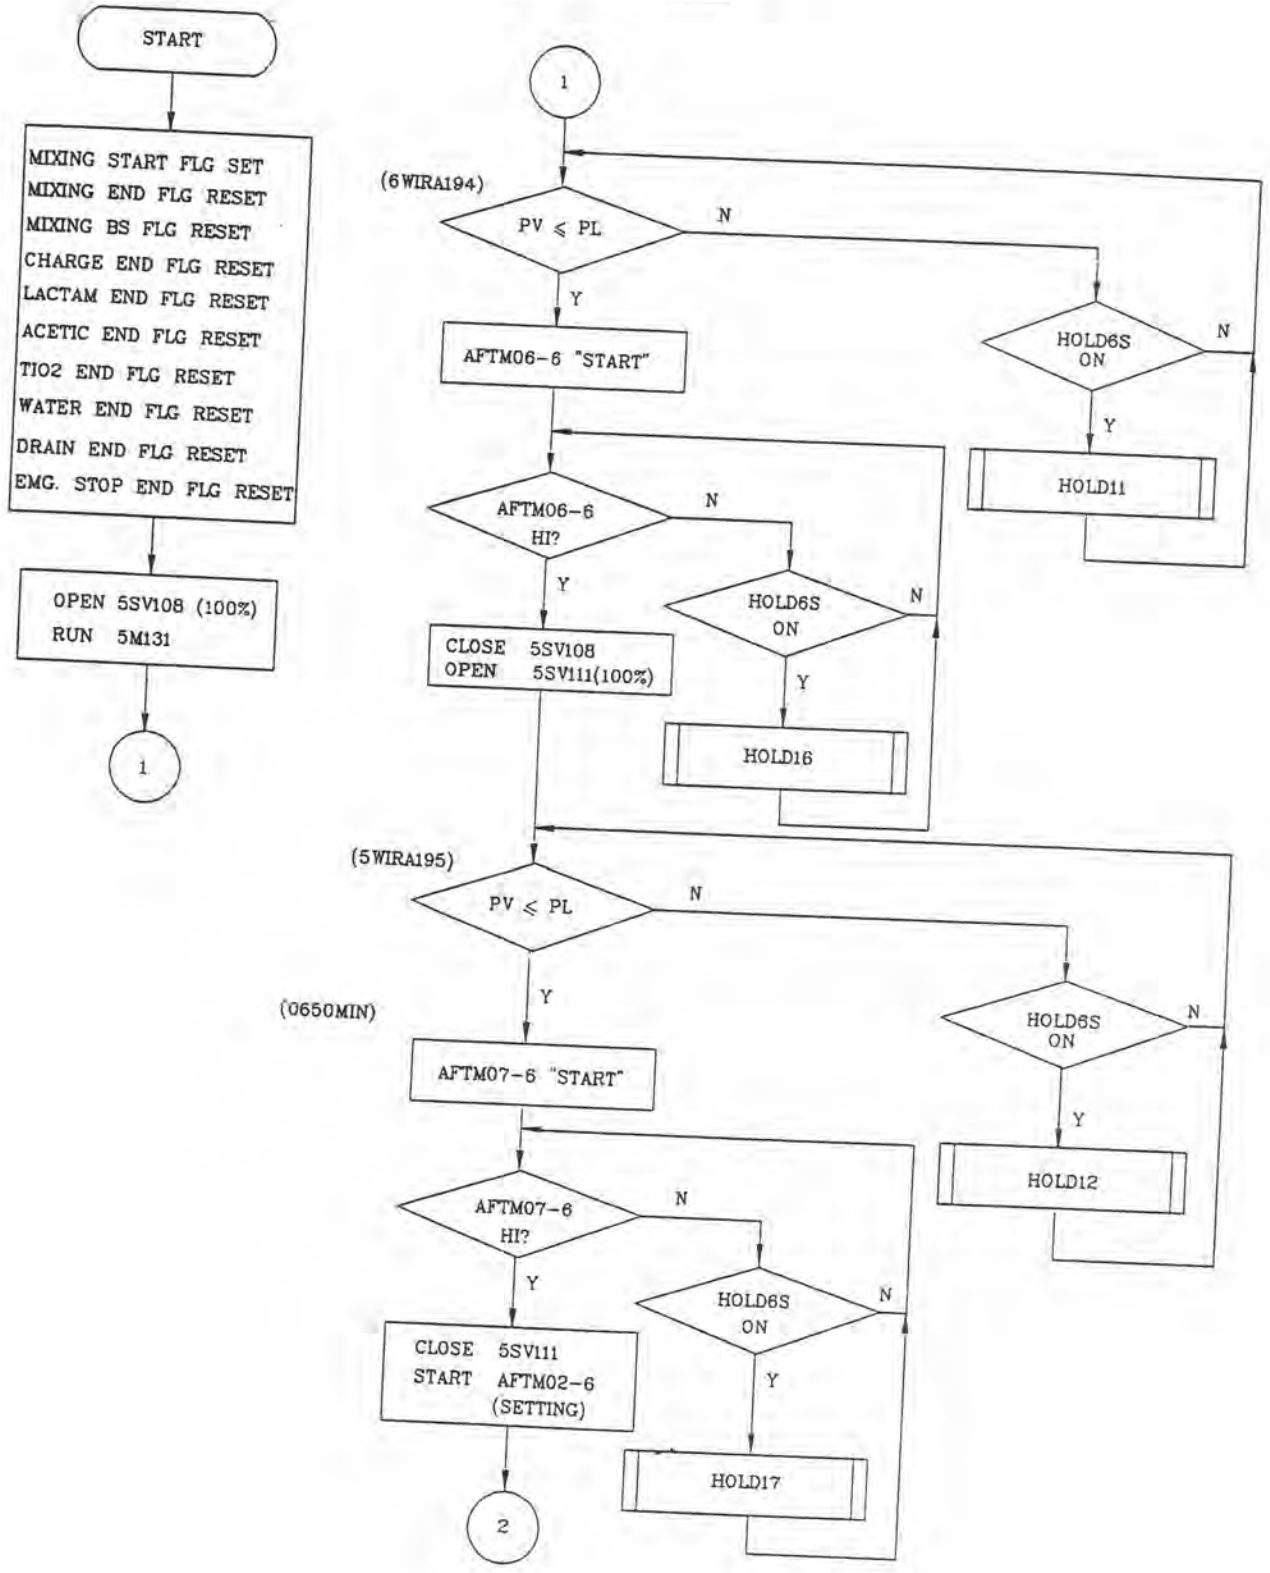 START
MIXING START FLG SET
MIXING END FLG RESET
MIXING BS FLG RESET
CHARGE END FLG RESET
LACTAM END FLG RESET
ACETIC END FLG RESET
TIO2 END FLG RESET
WATER END FLG RESET
DRAIN END FLG RESET
EMG. STOP END FLG RESET
OPEN 5SV108 (100%)
RUN 5M131
1
1
(6WIRA194)
PV ⩽ PL
N
Y
HOLD6S
ON
N
Y
HOLD11
AFTM06-6 "START"
AFTM06-6
HI?
N
Y
HOLD6S
ON
N
Y
HOLD16
CLOSE 5SV108
OPEN 5SV111(100%)
(5WIRA195)
PV ⩽ PL
N
Y
HOLD6S
ON
N
Y
HOLD12
(0650MIN)
AFTM07-6 "START"
AFTM07-6
HI?
N
Y
HOLD6S
ON
N
Y
HOLD17
CLOSE 5SV111
START AFTM02-6
(SETTING)
2